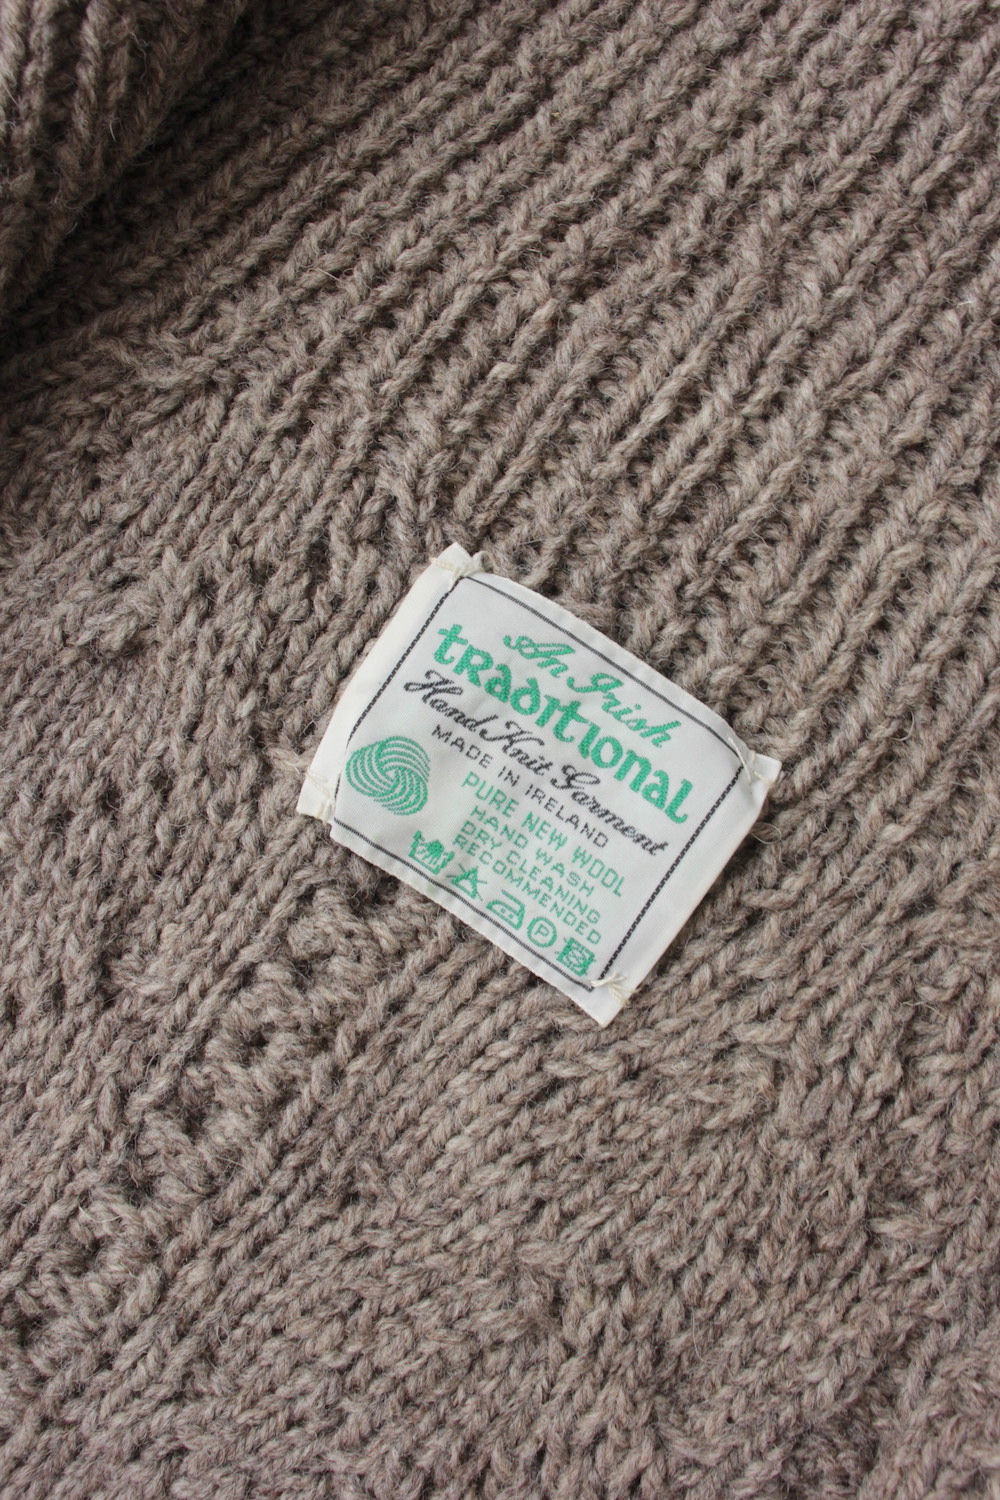 An Irish
traditional
Hand Knit Garment
MADE IN IRELAND
PURE NEW WOOL
HAND WASH
DRY CLEANING
RECOMMENDED
P